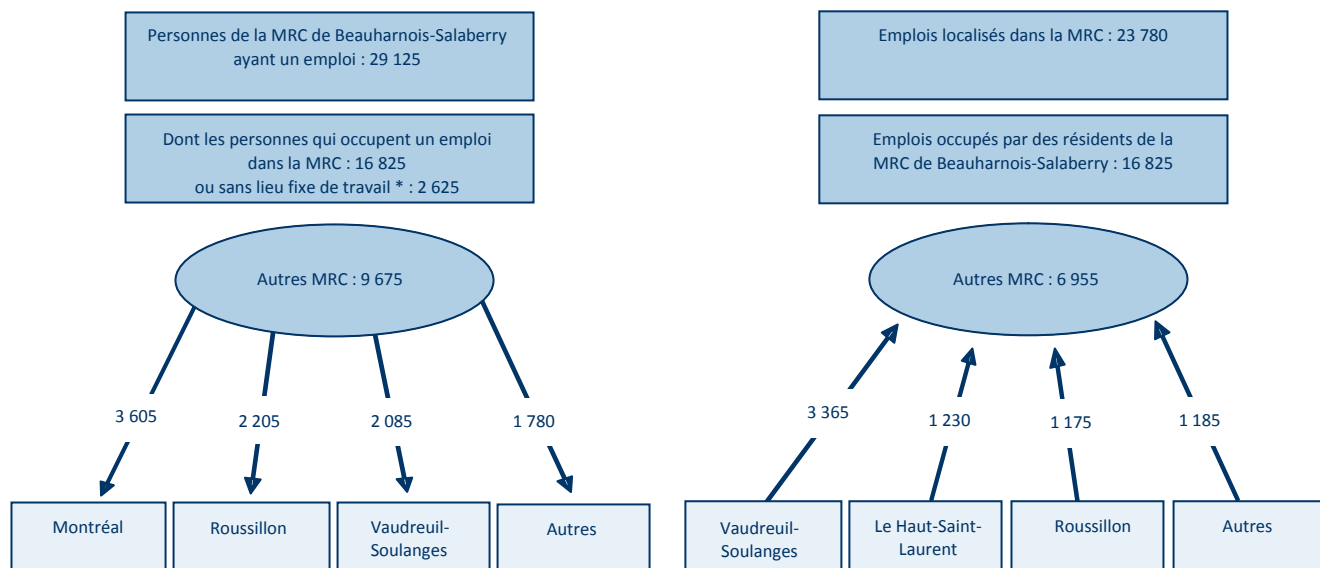 Personnes de la MRC de Beauharnois-Salaberry
ayant un emploi : 29 125
Dont les personnes qui occupent un emploi
dans la MRC : 16 825
ou sans lieu fixe de travail * : 2 625
Autres MRC : 9 675
3 605
2 205
2 085
1 780
Montréal
Roussillon
Vaudreuil-
Soulanges
Autres
Emplois localisés dans la MRC : 23 780
Emplois occupés par des résidents de la
MRC de Beauharnois-Salaberry : 16 825
Autres MRC : 6 955
3 365
1 230
1 175
1 185
Vaudreuil-
Soulanges
Le Haut-Saint-
Laurent
Roussillon
Autres